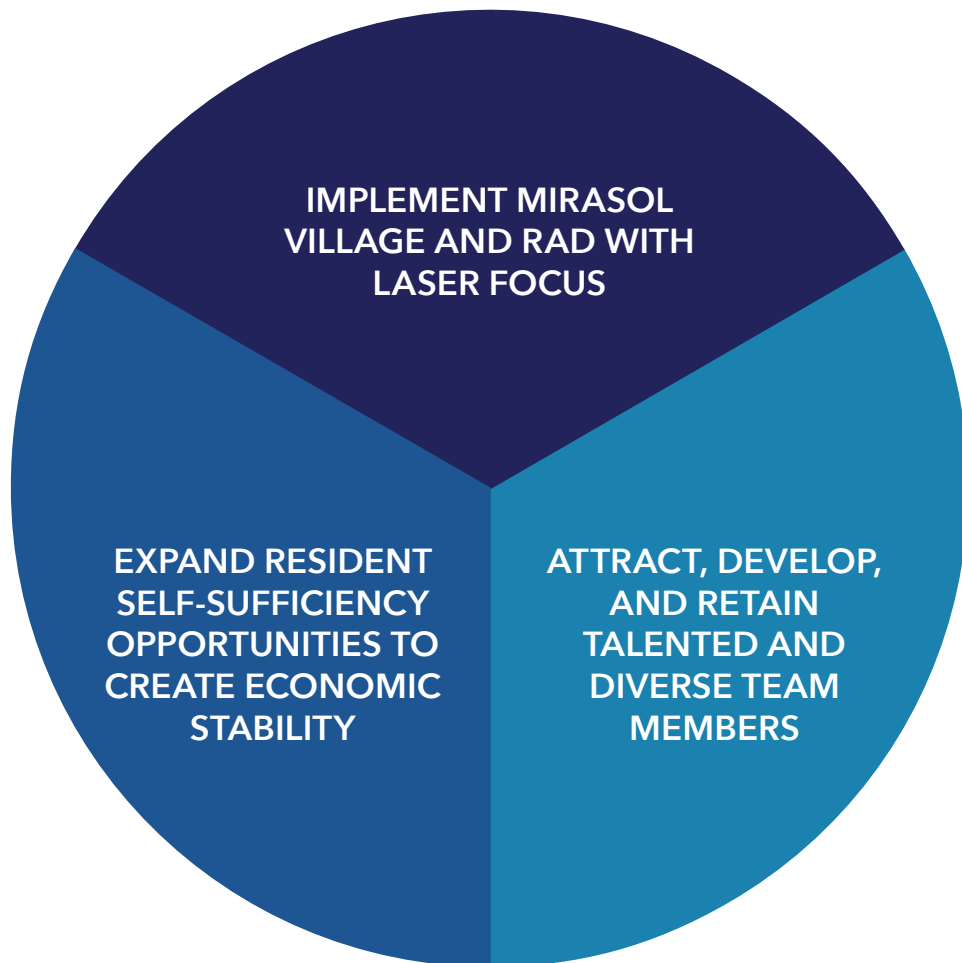 IMPLEMENT MIRASOL
VILLAGE AND RAD WITH
LASER FOCUS
EXPAND RESIDENT
SELF-SUFFICIENCY
OPPORTUNITIES TO
CREATE ECONOMIC
STABILITY
ATTRACT, DEVELOP,
AND RETAIN
TALENTED AND
DIVERSE TEAM
MEMBERS